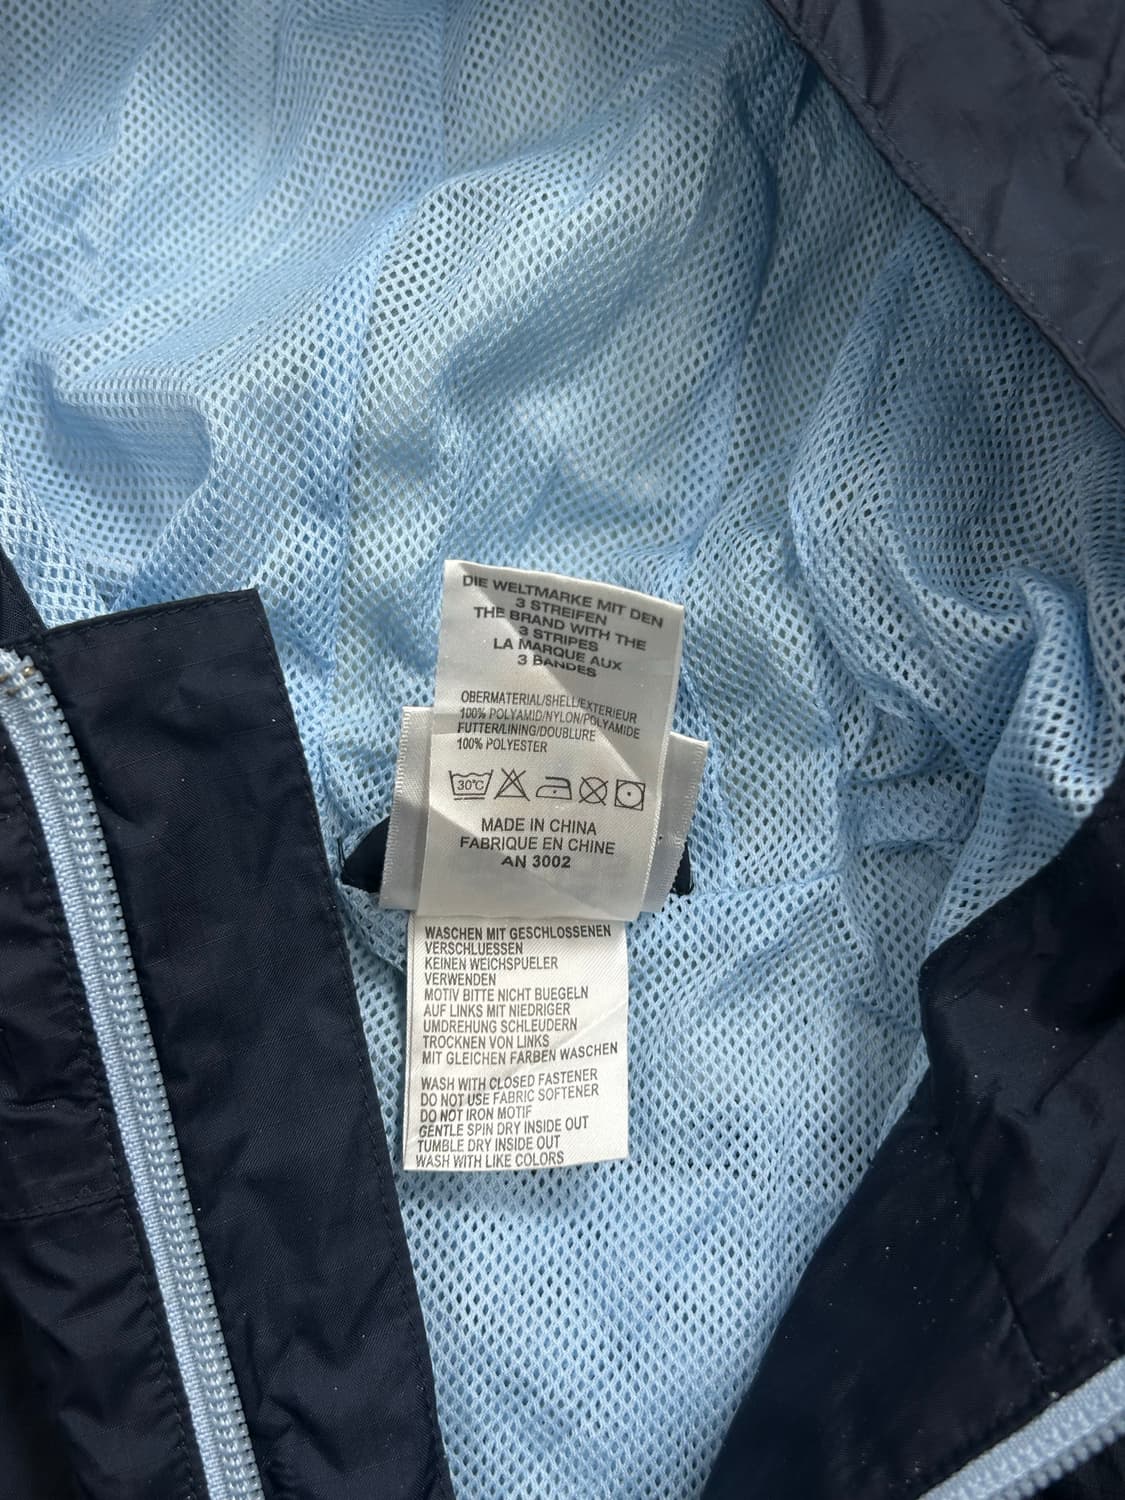 DIE WELTMARKE MIT DEN
3 STREIFEN
THE BRAND WITH THE
3 STRIPES
LA MARQUE AUX
3 BANDES
OBERMATERIAL/SHELL/EXTERIEUR
100% POLYAMID/NYLON/POLYAMIDE
FUTTER/LINING/DOUBLURE
100% POLYESTER
30°C
MADE IN CHINA
FABRIQUE EN CHINE
AN 3002
WASCHEN MIT GESCHLOSSENEN
VERSCHLUESSEN
KEINEN WEICHSPUELER
VERWENDEN
MOTIV BITTE NICHT BUEGELN
AUF LINKS MIT NIEDRIGER
UMDREHUNG SCHLEUDERN
TROCKNEN VON LINKS
MIT GLEICHEN FARBEN WASCHEN
WASH WITH CLOSED FASTENER
DO NOT USE FABRIC SOFTENER
DO NOT IRON MOTIF
GENTLE SPIN DRY INSIDE OUT
TUMBLE DRY INSIDE OUT
WASH WITH LIKE COLORS